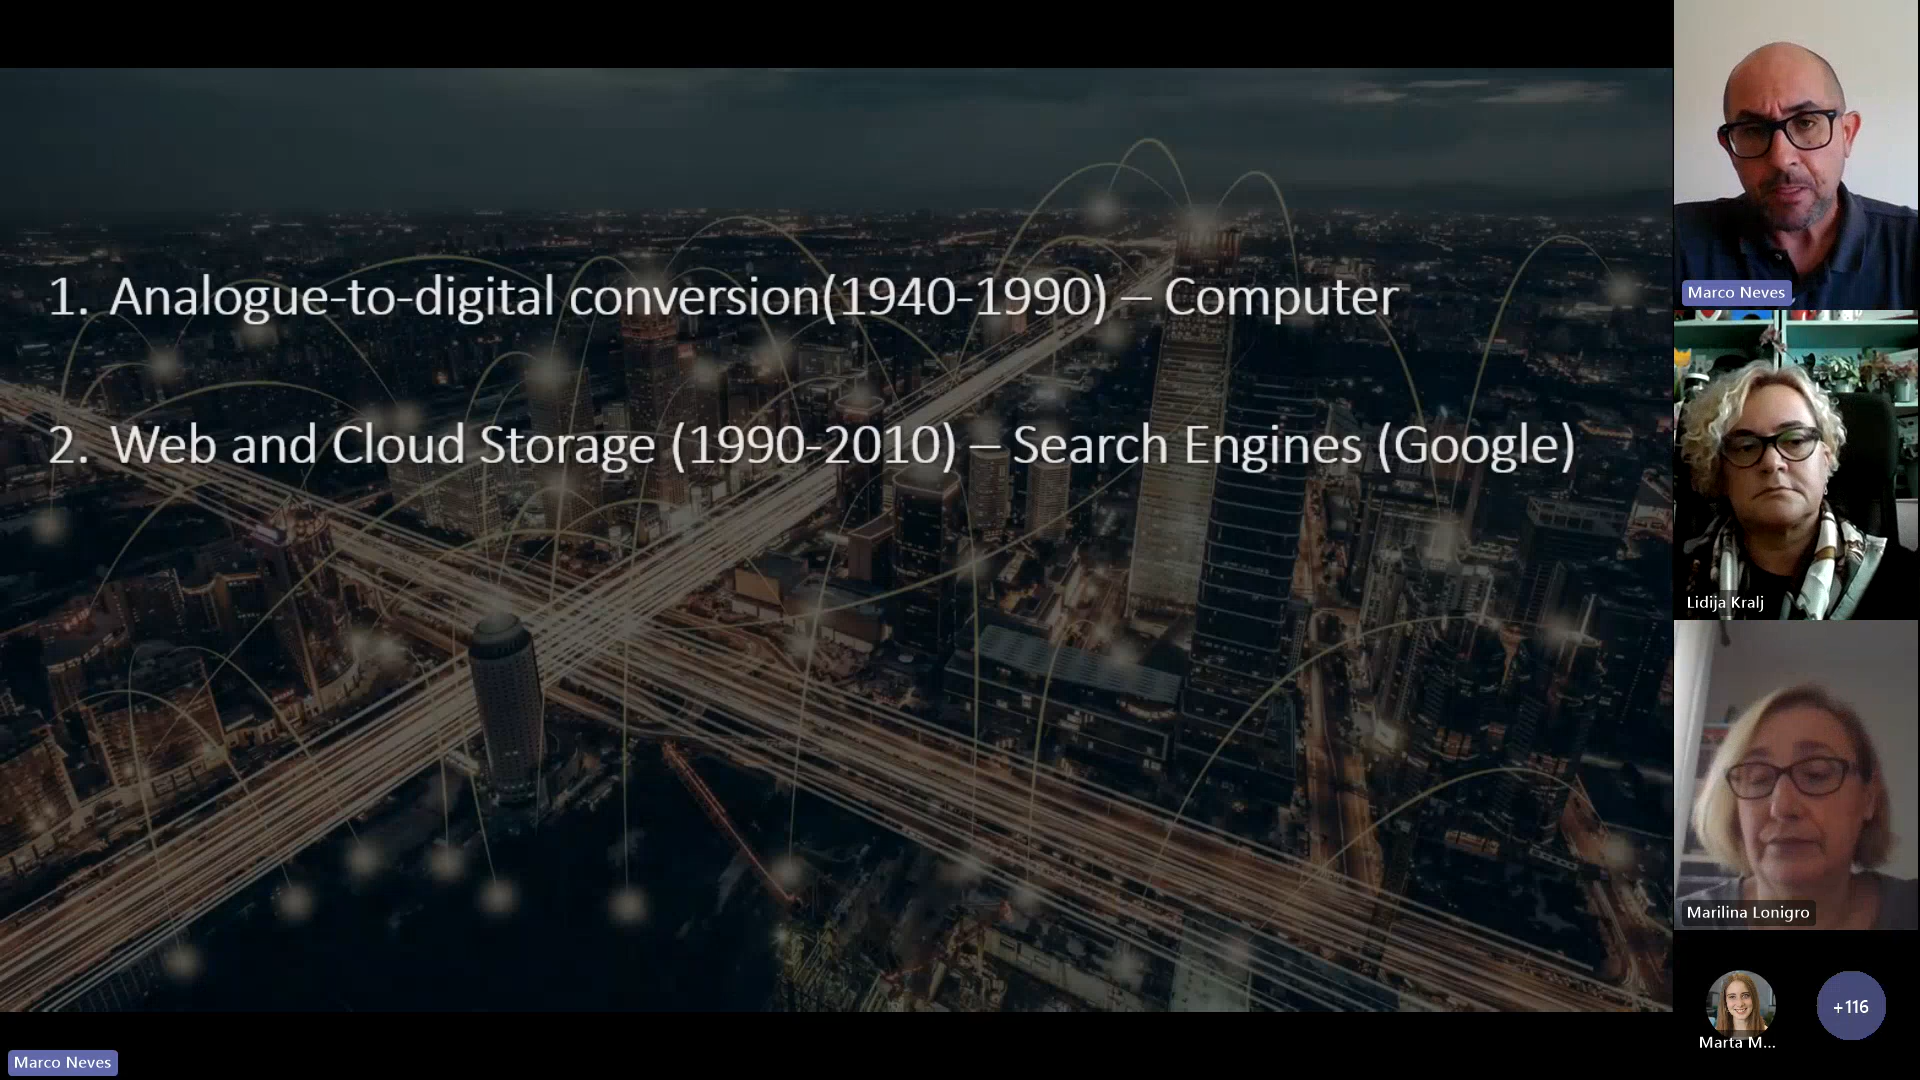 1. Analogue-to-digital conversion(1940-1990) – Computer
2. Web and Cloud Storage (1990-2010) – Search Engines (Google)
Marco Neves
Lidija Kralj
Marilina Lonigro
Marta M...
+116
Marco Neves